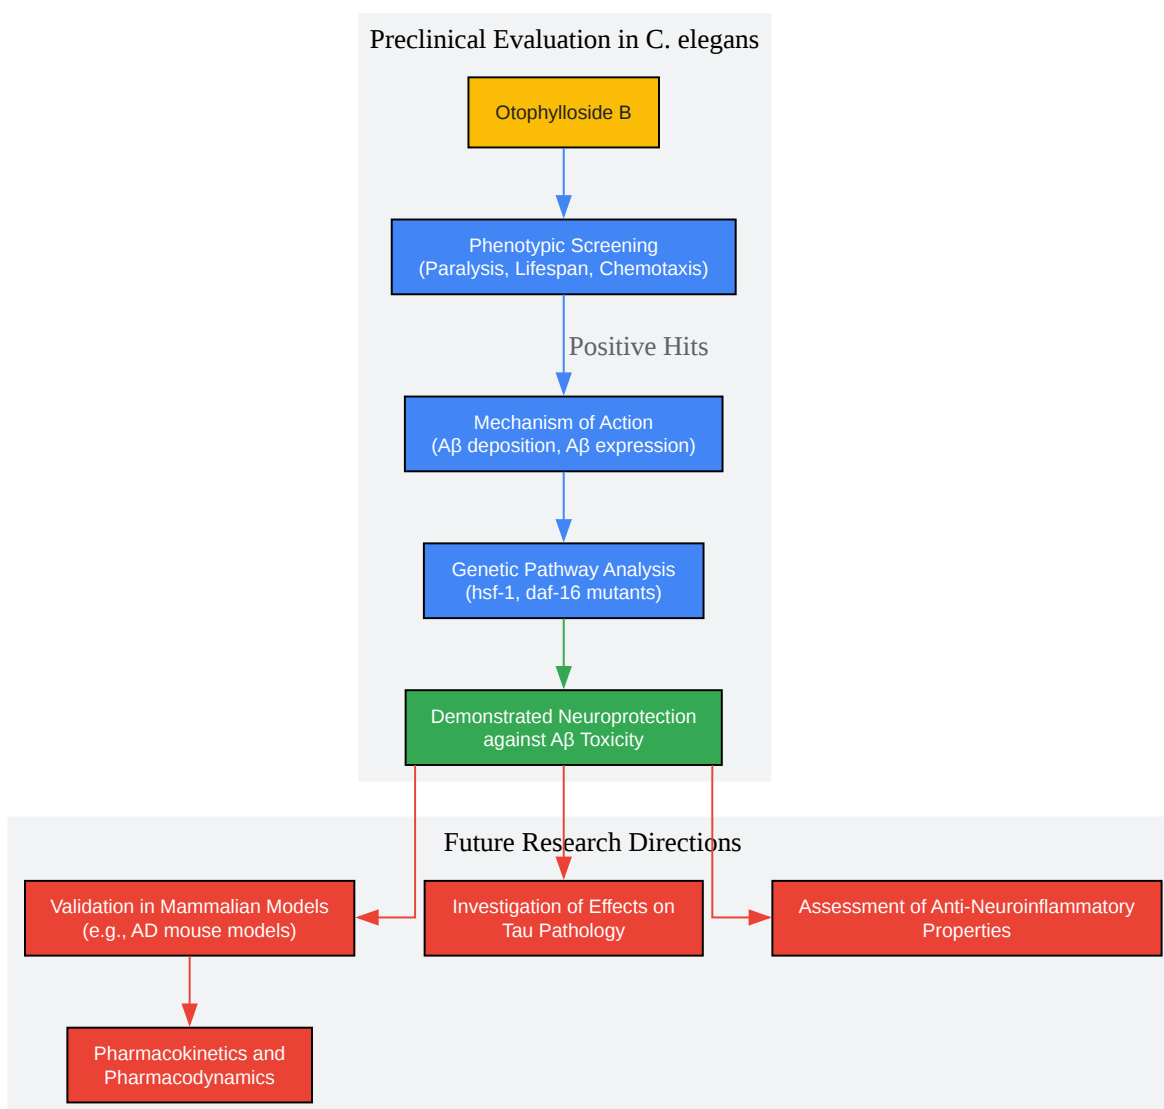 Preclinical Evaluation in C. elegans
Otophylloside B
Phenotypic Screening
(Paralysis, Lifespan, Chemotaxis)
Positive Hits
Mechanism of Action
(Aβ deposition, Aβ expression)
Genetic Pathway Analysis
(hsf-1, daf-16 mutants)
Demonstrated Neuroprotection
against Aβ Toxicity
Future Research Directions
Validation in Mammalian Models
(e.g., AD mouse models)
Investigation of Effects on
Tau Pathology
Assessment of Anti-Neuroinflammatory
Properties
Pharmacokinetics and
Pharmacodynamics